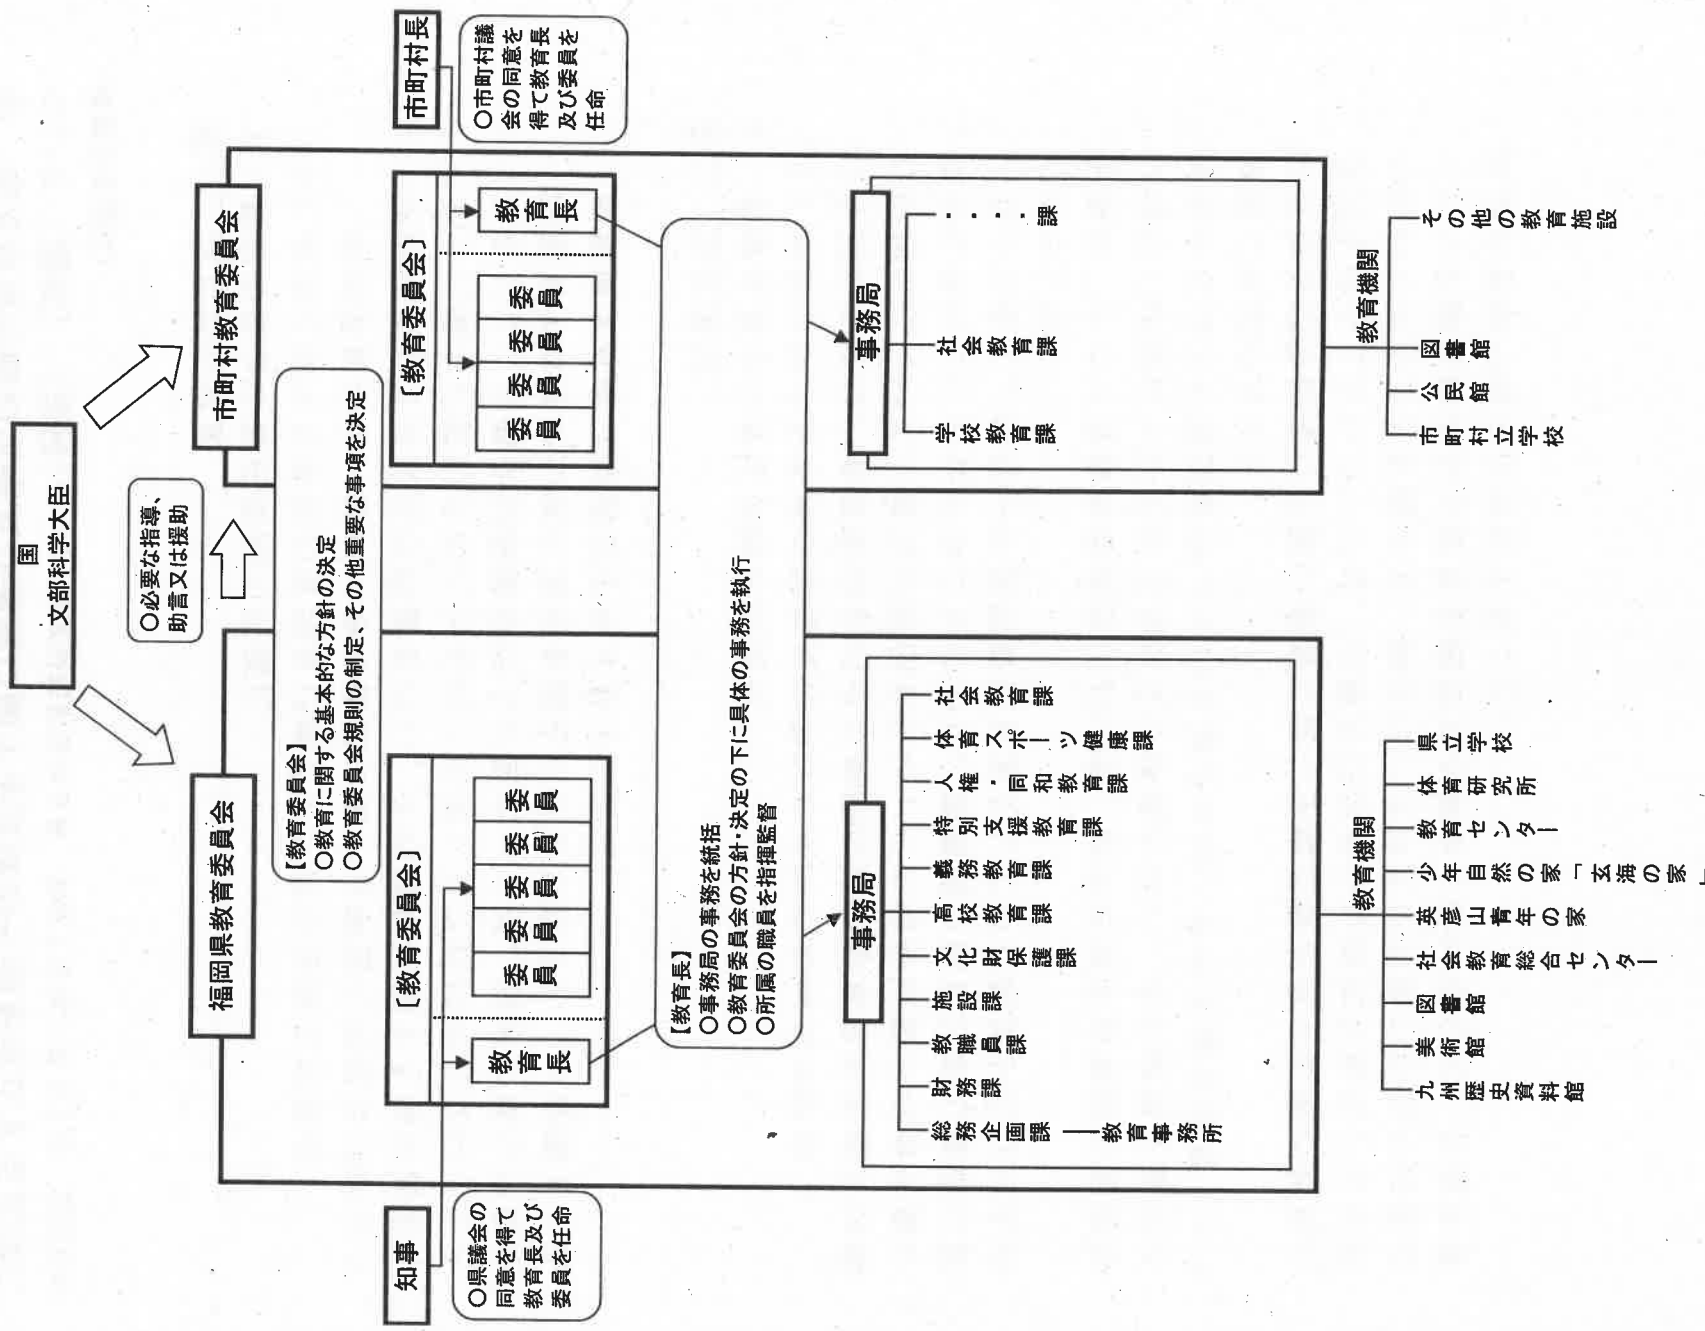 国
文部科学大臣
○必要な指導、
助言又は援助
福岡県教育委員会
市町村教育委員会
【教育委員会】
○教育に関する基本的な方針の決定
○教育委員会規則の制定、その他重要な事項を決定
知事
○県議会の
同意を得て
教育長及び
委員を任命
［教育委員会］
教育長
委員
委員
委員
委員
委員
［教育委員会］
委員
委員
委員
委員
教育長
市町村長
○市町村議
会の同意を
得て教育長
及び委員を
任命
【教育長】
○事務局の事務を統括
○教育委員会の方針・決定の下に具体の事務を執行
○所属の職員を指揮監督
事務局
総務企画課
教育事務所
財務課
教職員課
施設課
文化財保護課
高校教育課
義務教育課
特別支援教育課
人権・同和教育課
体育スポーツ健康課
社会教育課
事務局
学校教育課
社会教育課
・・・・課
教育機関
九州歴史資料館
美術館
図書館
社会教育総合センター
英彦山青年の家
少年自然の家「玄海の家」
教育センター
体育研究所
県立学校
教育機関
市町村立学校
公民館
図書館
その他の教育施設